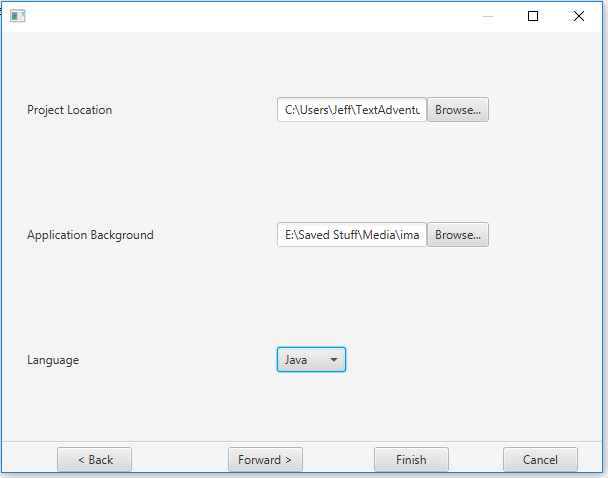 Project Location
C:\Users\Jeff\TextAdventu
Browse...
Application Background
E:\Saved Stuff\Media\ima
Browse...
Language
Java
< Back
Forward >
Finish
Cancel